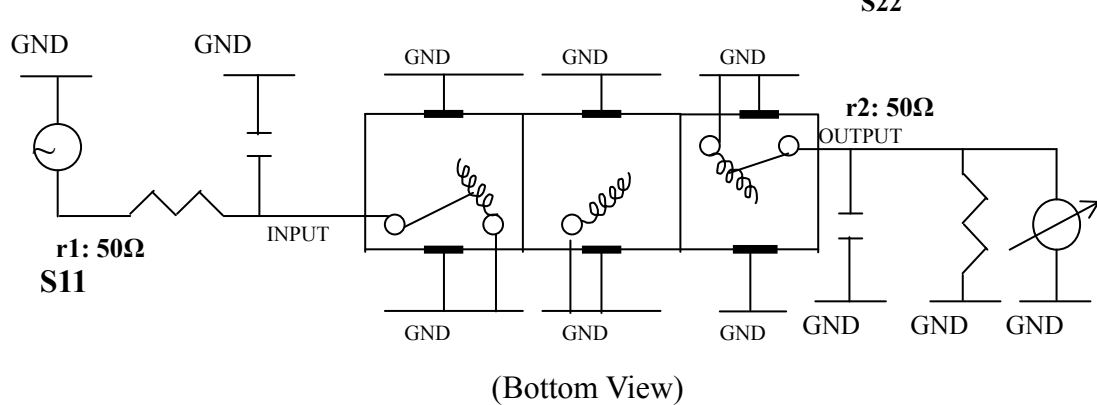 S22
GND
GND
GND
GND
GND
r2: 50Ω
OUTPUT
INPUT
r1: 50Ω
S11
GND
GND
GND
GND
GND
GND
(Bottom View)